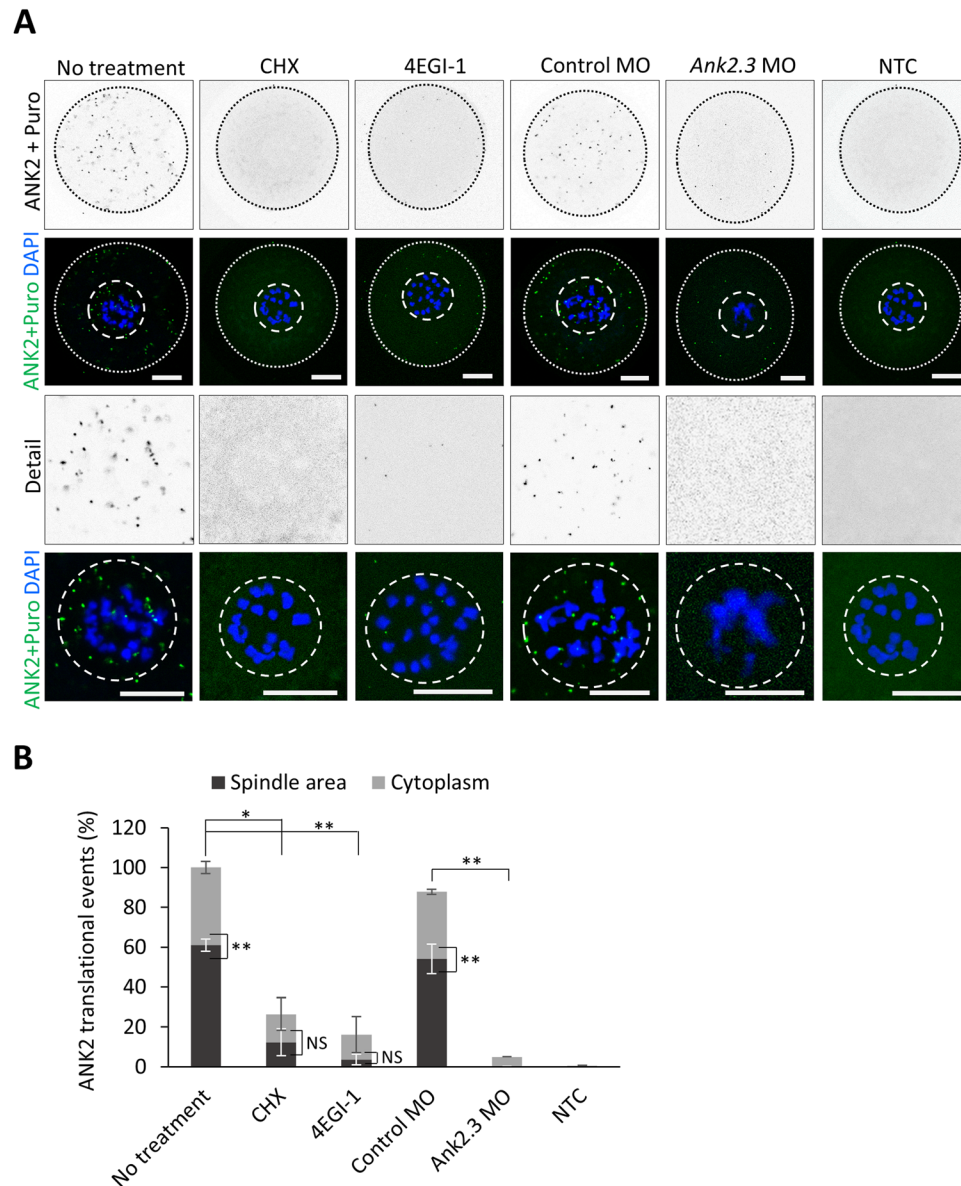 A
No treatment CHX 4EGI-1 Control MO Ank2.3 MO NTC
ANK2 + Puro
ANK2+Puro DAPI
Detail
ANK2+Puro DAPI
B
Spindle area Cytoplasm
ANK2 translational events (%)
120
100
80
60
40
20
0
* ** **
** NS NS **
No treatment CHX 4EGI-1 Control MO Ank2.3 MO NTC